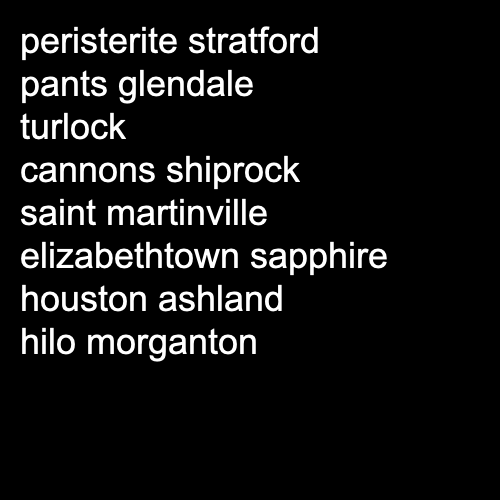 peristerite stratford
pants glendale
turlock
cannons shiprock
saint martinville
elizabethtown sapphire
houston ashland
hilo morganton